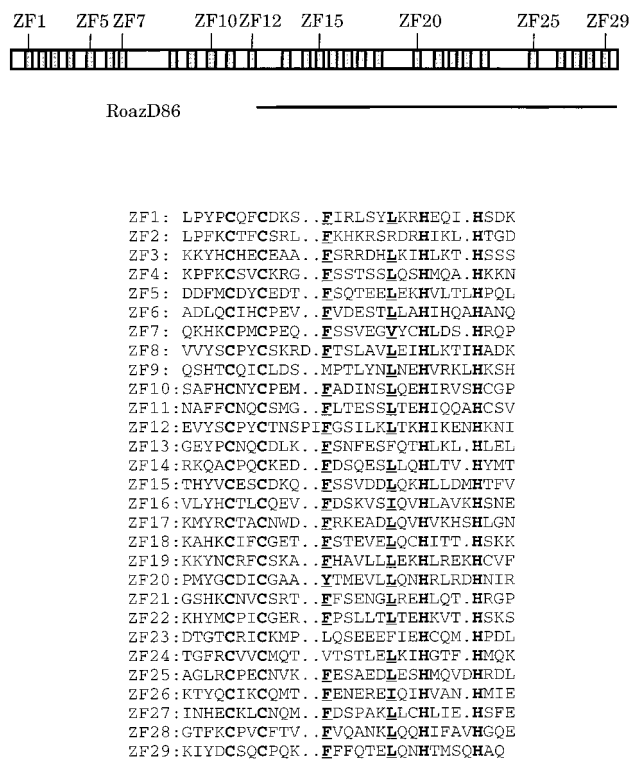 ZF1 ZF5 ZF7 ZF10 ZF12 ZF15 ZF20 ZF25 ZF29
RoazD86
ZF1: LPYPCQFCDKS..FIRLSYLKRHEQI.HSDK
ZF2: LPFKCTFCSRL..FKHKRSRDRHIKL.HTGD
ZF3: KKYHCHECEAA..FSRRDHLKIHLKT.HSSS
ZF4: KPFKCSVCKRG..FSSTSSLQSHMQA.HKKN
ZF5: DDFMCDYCEDT..FSQTEELEKHVLTLHPQL
ZF6: ADLQCIHCPEV..FVDESTLLAHIHQAHANQ
ZF7: QKHKCPMCPEQ..FSSVEGVYCHLDS.HRQP
ZF8: VVYSCPYCSKRD.FTSLAVLEIHLKTIHADK
ZF9: QSHTCQICLDS..MPTLYNLNEHVRKLHKSH
ZF10:SAFHCNYCPEM..FADINSLQEHIRVSHCGP
ZF11:NAFFCNQCSMG..FLTESSLTEHIQQAHCSV
ZF12:EVYSCPYCTNSPIFGSILKLTKHIKENHKNI
ZF13:GEYPCNQCDLK..FSNFESFQTHLKL.HLEL
ZF14:RKQACPQCKED..FDSQESLLQHLTV.HYMT
ZF15:THYVCESCDKQ..FSSVDDLQKHLLDMHTFV
ZF16:VLYHCTLCQEV..FDSKVSIQVHLAVKHSNE
ZF17:KMYRCTACNWD..FRKEADLQVHVKHSHLGN
ZF18:KAHKCIFCGET..FSTEVELQCHITT.HSKK
ZF19:KKYNCRFCSKA..FHAVLLLEKHLREKHCVF
ZF20:PMYGCDICGAA..YTMEVLLQNHRLRDHNIR
ZF21:GSHKCNVCSRT..FFSENGLREHLQT.HRGP
ZF22:KHYMCPICGER..FPSLLTLTEHKVT.HSKS
ZF23:DTGTCRICKMP..LQSEEEFIEHCQM.HPDL
ZF24:TGFRCVVCMQT..VTSTLELKIHGTF.HMQK
ZF25:AGLRCPECNVK..FESAEDLESHMQVDHRDL
ZF26:KTYQCIKCQMT..FENEREIQIHVAN.HMIE
ZF27:INHECKLCNQM..FDSPAKLLCHLIE.HSFE
ZF28:GTFKCPVCFTV..FVQANKLQQHIFAVHGQE
ZF29:KIYDCSQCPQK..FFFQTELQNHTMSQHAQ